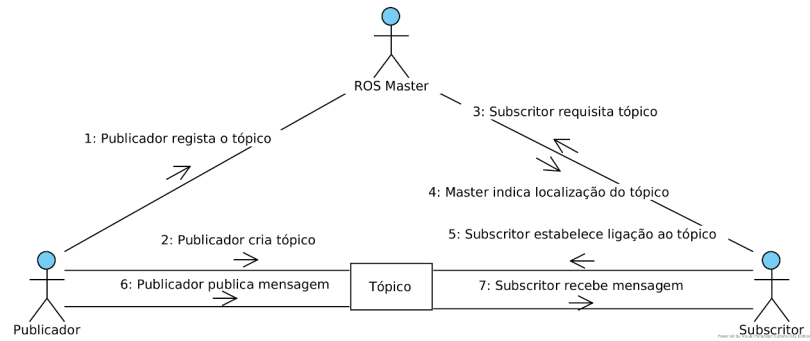 ROS Master
3: Subscritor requisita tópico
1: Publicador regista o tópico
4: Master indica localização do tópico
2: Publicador cria tópico
5: Subscritor estabelece ligação ao tópico
6: Publicador publica mensagem
Tópico
7: Subscritor recebe mensagem
Publicador
Subscritor